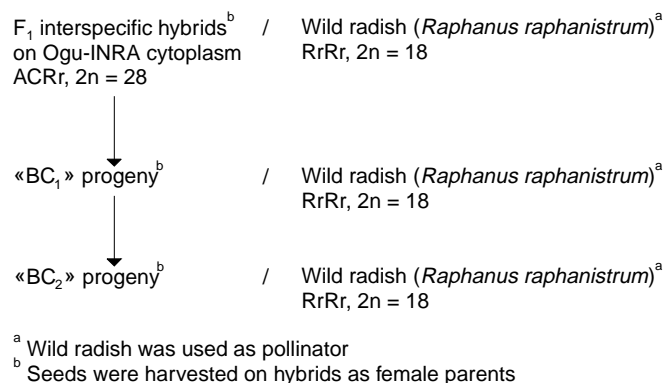 F₁ interspecific hybridsᵇ / Wild radish (Raphanus raphanistrum)ᵃ
on Ogu-INRA cytoplasm RrRr, 2n = 18
ACRr, 2n = 28
«BC₁» progenyᵇ / Wild radish (Raphanus raphanistrum)ᵃ
RrRr, 2n = 18
«BC₂» progenyᵇ / Wild radish (Raphanus raphanistrum)ᵃ
RrRr, 2n = 18
ᵃ Wild radish was used as pollinator
ᵇ Seeds were harvested on hybrids as female parents